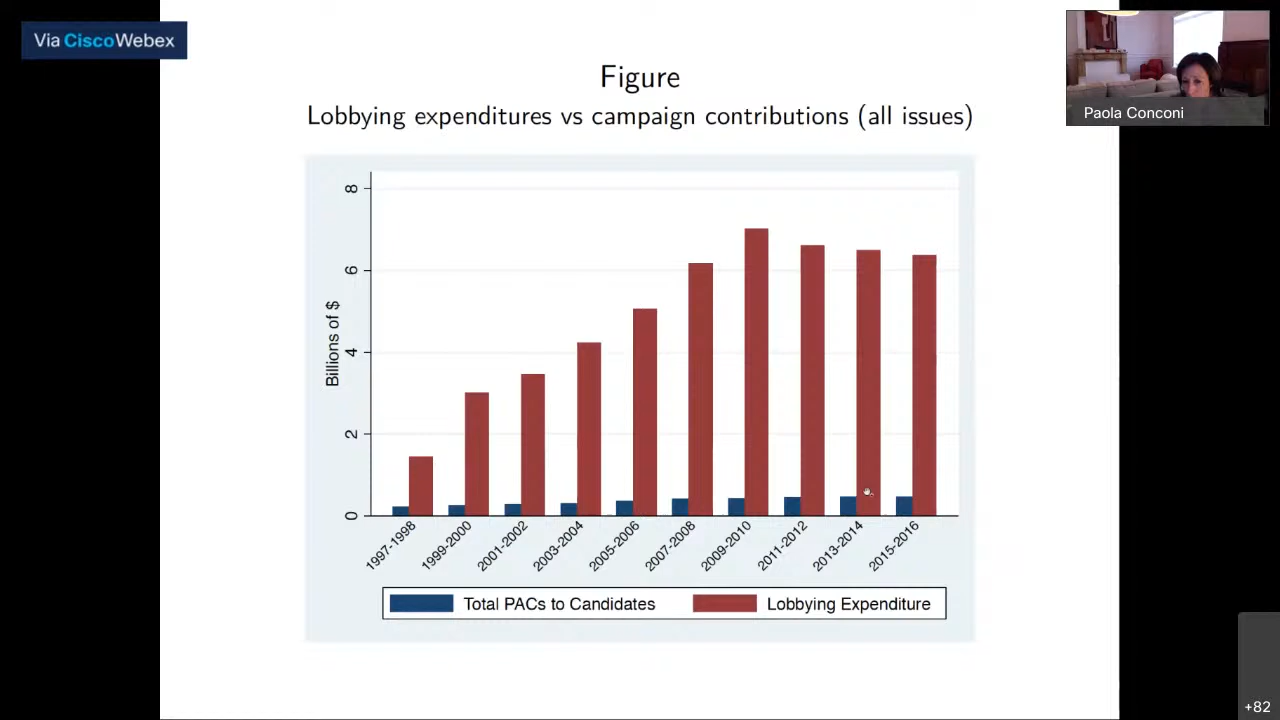 Via CiscoWebex
Paola Conconi
Figure
Lobbying expenditures vs campaign contributions (all issues)
Billions of $
8
6
4
2
0
1997-1998
1999-2000
2001-2002
2003-2004
2005-2006
2007-2008
2009-2010
2011-2012
2013-2014
2015-2016
Total PACs to Candidates
Lobbying Expenditure
+82